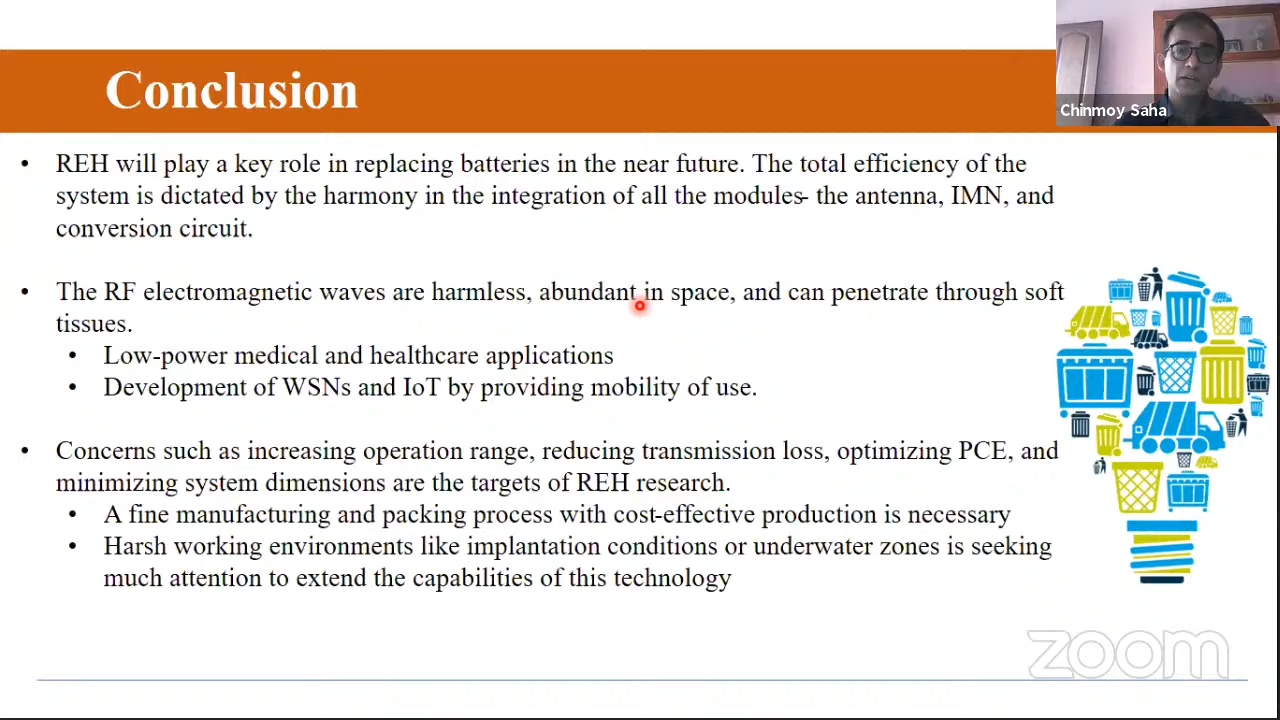 Conclusion
Chinmoy Saha
• REH will play a key role in replacing batteries in the near future. The total efficiency of the
system is dictated by the harmony in the integration of all the modules- the antenna, IMN, and
conversion circuit.
• The RF electromagnetic waves are harmless, abundant in space, and can penetrate through soft
tissues.
• Low-power medical and healthcare applications
• Development of WSNs and IoT by providing mobility of use.
• Concerns such as increasing operation range, reducing transmission loss, optimizing PCE, and
minimizing system dimensions are the targets of REH research.
• A fine manufacturing and packing process with cost-effective production is necessary
• Harsh working environments like implantation conditions or underwater zones is seeking
much attention to extend the capabilities of this technology
zoom